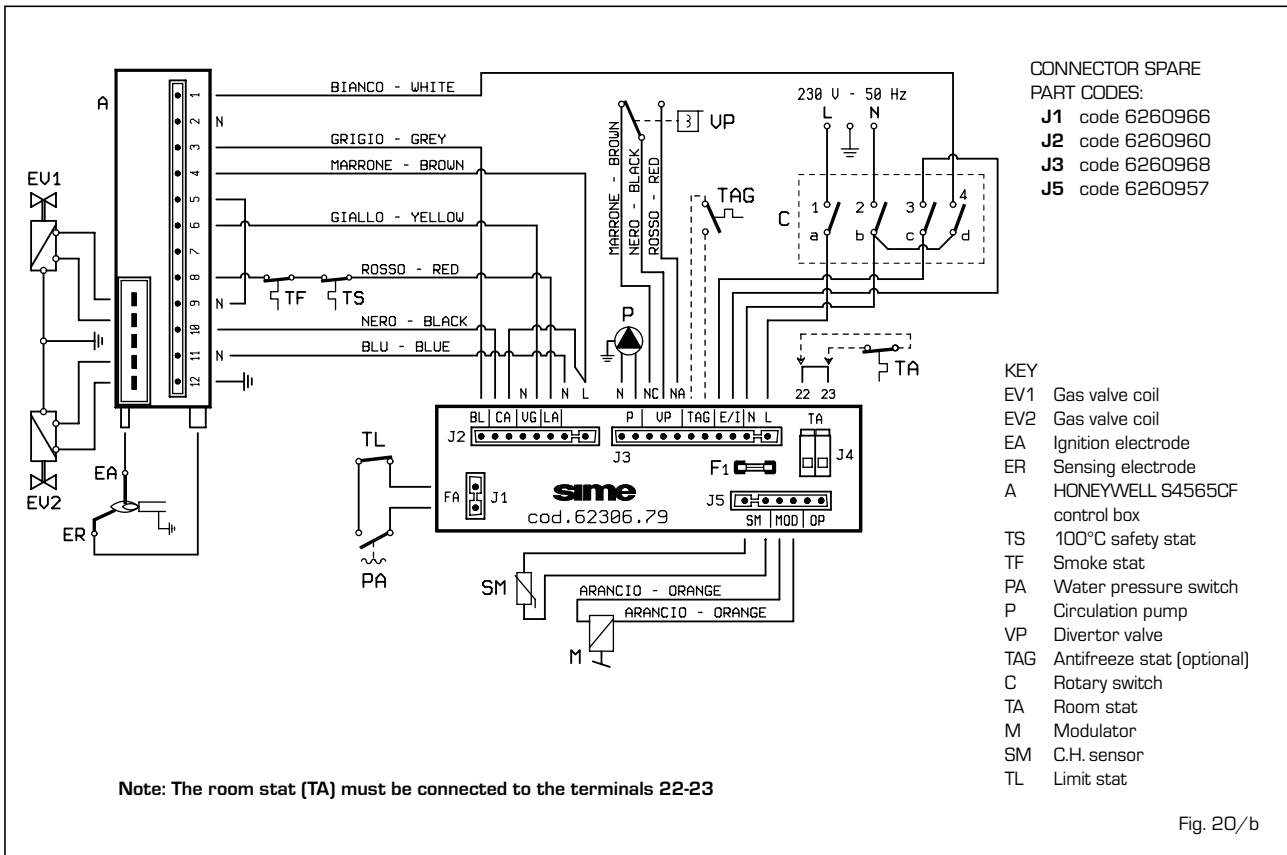 A
1
2
3
4
5
6
7
8
9
10
11
12
N
N
N
BIANCO - WHITE
GRIGIO - GREY
MARRONE - BROWN
GIALLO - YELLOW
ROSSO - RED
TF
TS
NERO - BLACK
BLU - BLUE
EV1
EV2
EA
ER
MARRONE - BROWN
NERO - BLACK
ROSSO - RED
VP
TAG
P
230 V - 50 Hz
L N
C
1 2 3 4
a b c d
TA
N VG N L
N P NC NA
22 23
BL CA VG LA
P VP TAG E/I N L
TA
J2
J3
J4
F1
FA J1
sime
cod.62306.79
J5
SM MOD OP
TL
PA
SM
ARANCIO - ORANGE
ARANCIO - ORANGE
M
CONNECTOR SPARE
PART CODES:
J1 code 6260966
J2 code 6260960
J3 code 6260968
J5 code 6260957
KEY
EV1 Gas valve coil
EV2 Gas valve coil
EA Ignition electrode
ER Sensing electrode
A HONEYWELL S4565CF
control box
TS 100°C safety stat
TF Smoke stat
PA Water pressure switch
P Circulation pump
VP Divertor valve
TAG Antifreeze stat (optional)
C Rotary switch
TA Room stat
M Modulator
SM C.H. sensor
TL Limit stat
Note: The room stat (TA) must be connected to the terminals 22-23
Fig. 20/b